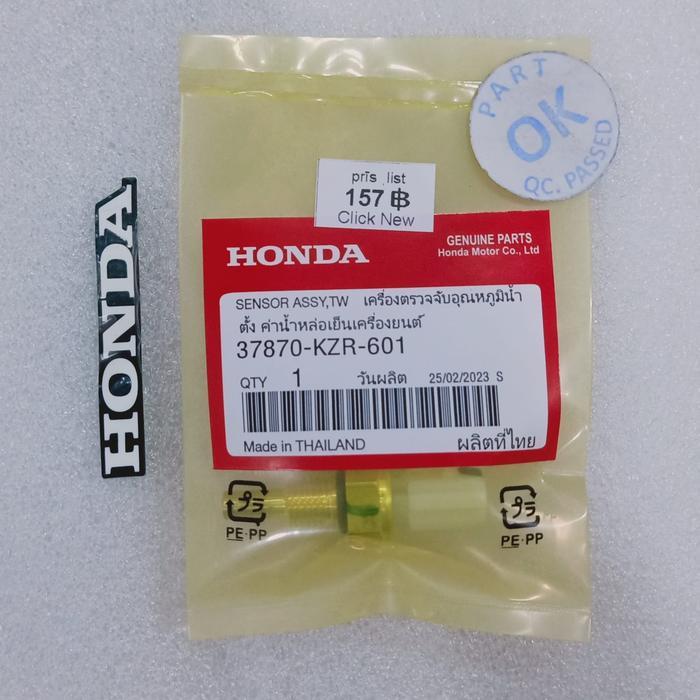 PART
OK
QC. PASSED
prīs list
157 ฿
Click New
HONDA
GENUINE PARTS
Honda Motor Co., Ltd
SENSOR ASSY,TW เครื่องตรวจจับอุณหภูมิน้ำ
ตั้ง ค่าน้ำหล่อเย็นเครื่องยนต์
37870-KZR-601
QTY 1 วันผลิต 25/02/2023 S
Made in THAILAND ผลิตที่ไทย
プラ
PE·PP
プラ
PE·PP
HONDA